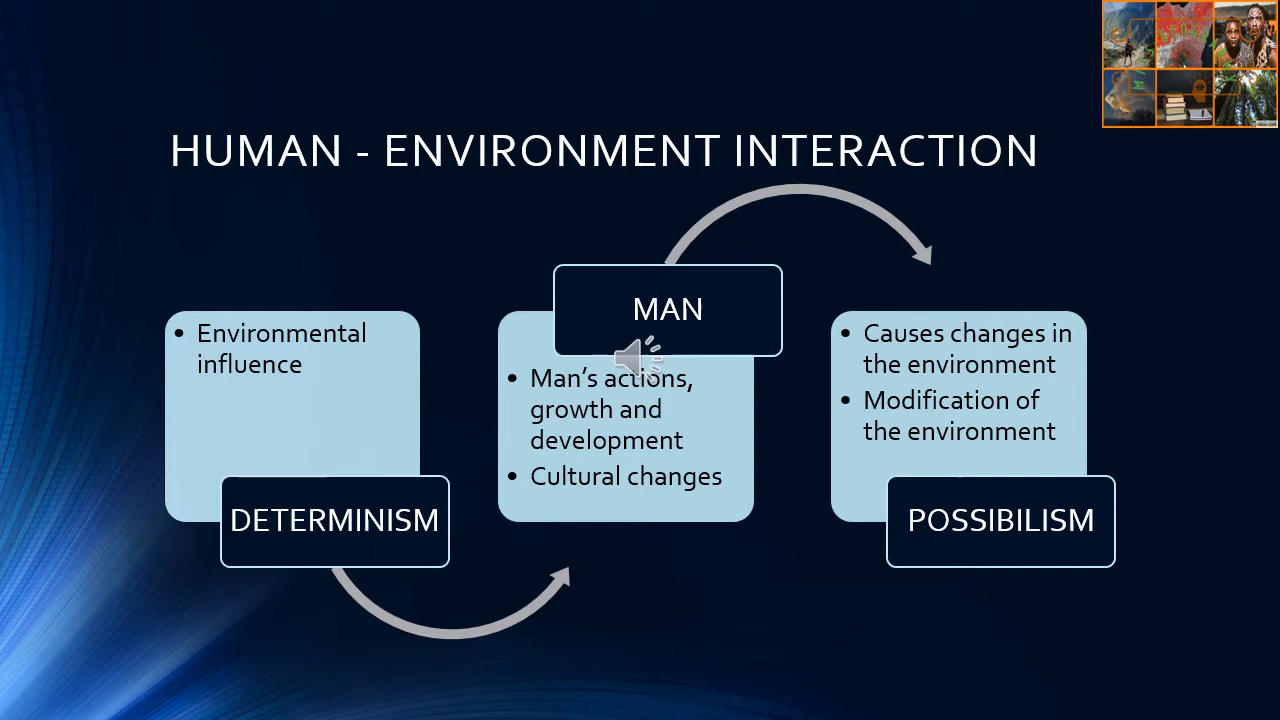 HUMAN - ENVIRONMENT INTERACTION
• Environmental
influence
DETERMINISM
MAN
• Man’s actions,
growth and
development
• Cultural changes
• Causes changes in
the environment
• Modification of
the environment
POSSIBILISM